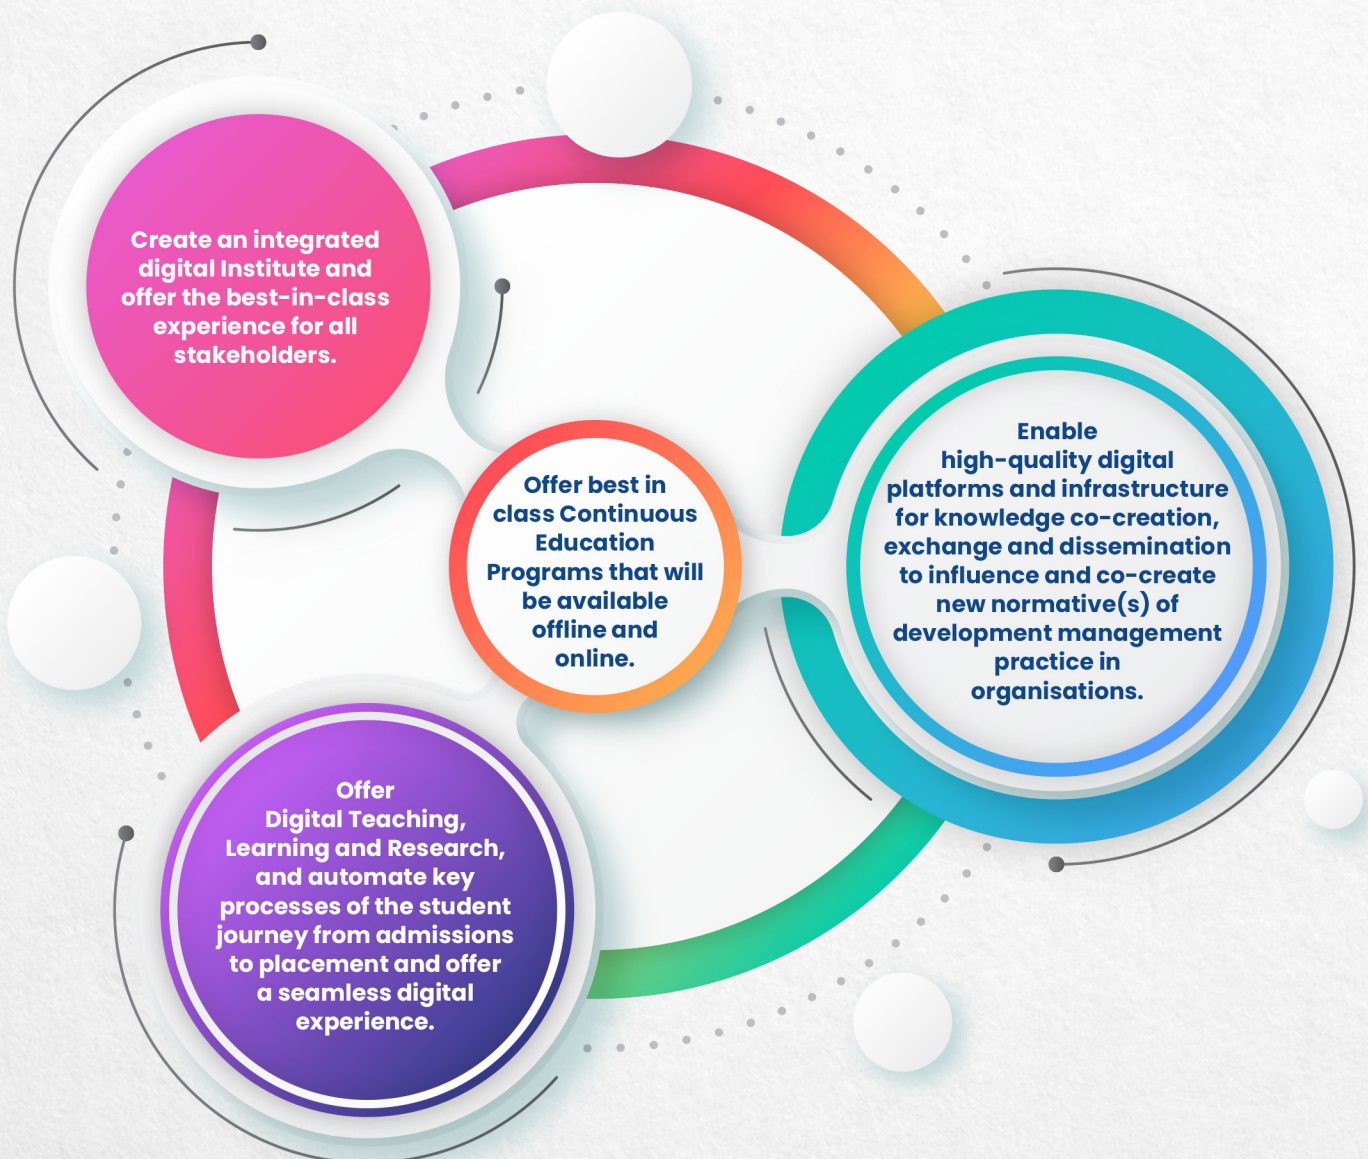 Create an integrated
digital Institute and
offer the best-in-class
experience for all
stakeholders.
Enable
high-quality digital
platforms and infrastructure
for knowledge co-creation,
exchange and dissemination
to influence and co-create
new normative(s) of
development management
practice in
organisations.
Offer best in
class Continuous
Education
Programs that will
be available
offline and
online.
Offer
Digital Teaching,
Learning and Research,
and automate key
processes of the student
journey from admissions
to placement and offer
a seamless digital
experience.